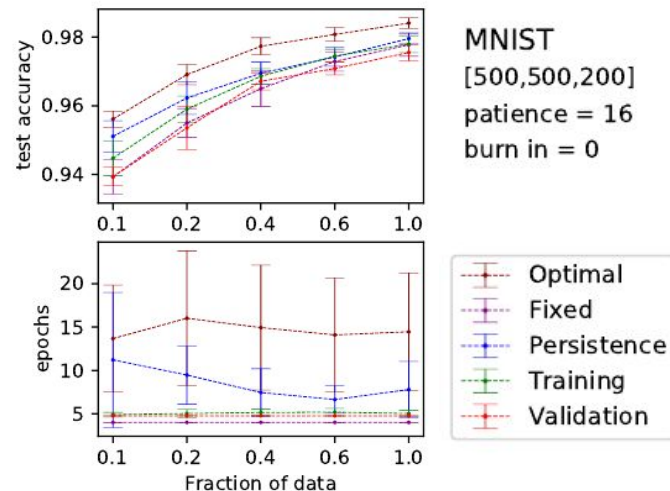 0.98
0.96
0.94
test accuracy
0.1 0.2 0.4 0.6 1.0
MNIST
[500,500,200]
patience = 16
burn in = 0
20
15
10
5
epochs
0.1 0.2 0.4 0.6 1.0
Fraction of data
Optimal
Fixed
Persistence
Training
Validation